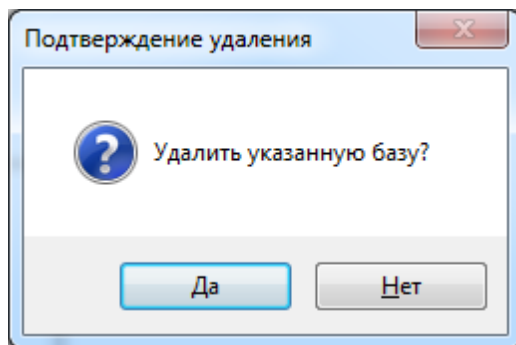 Подтверждение удаления
Удалить указанную базу?
Да
Нет